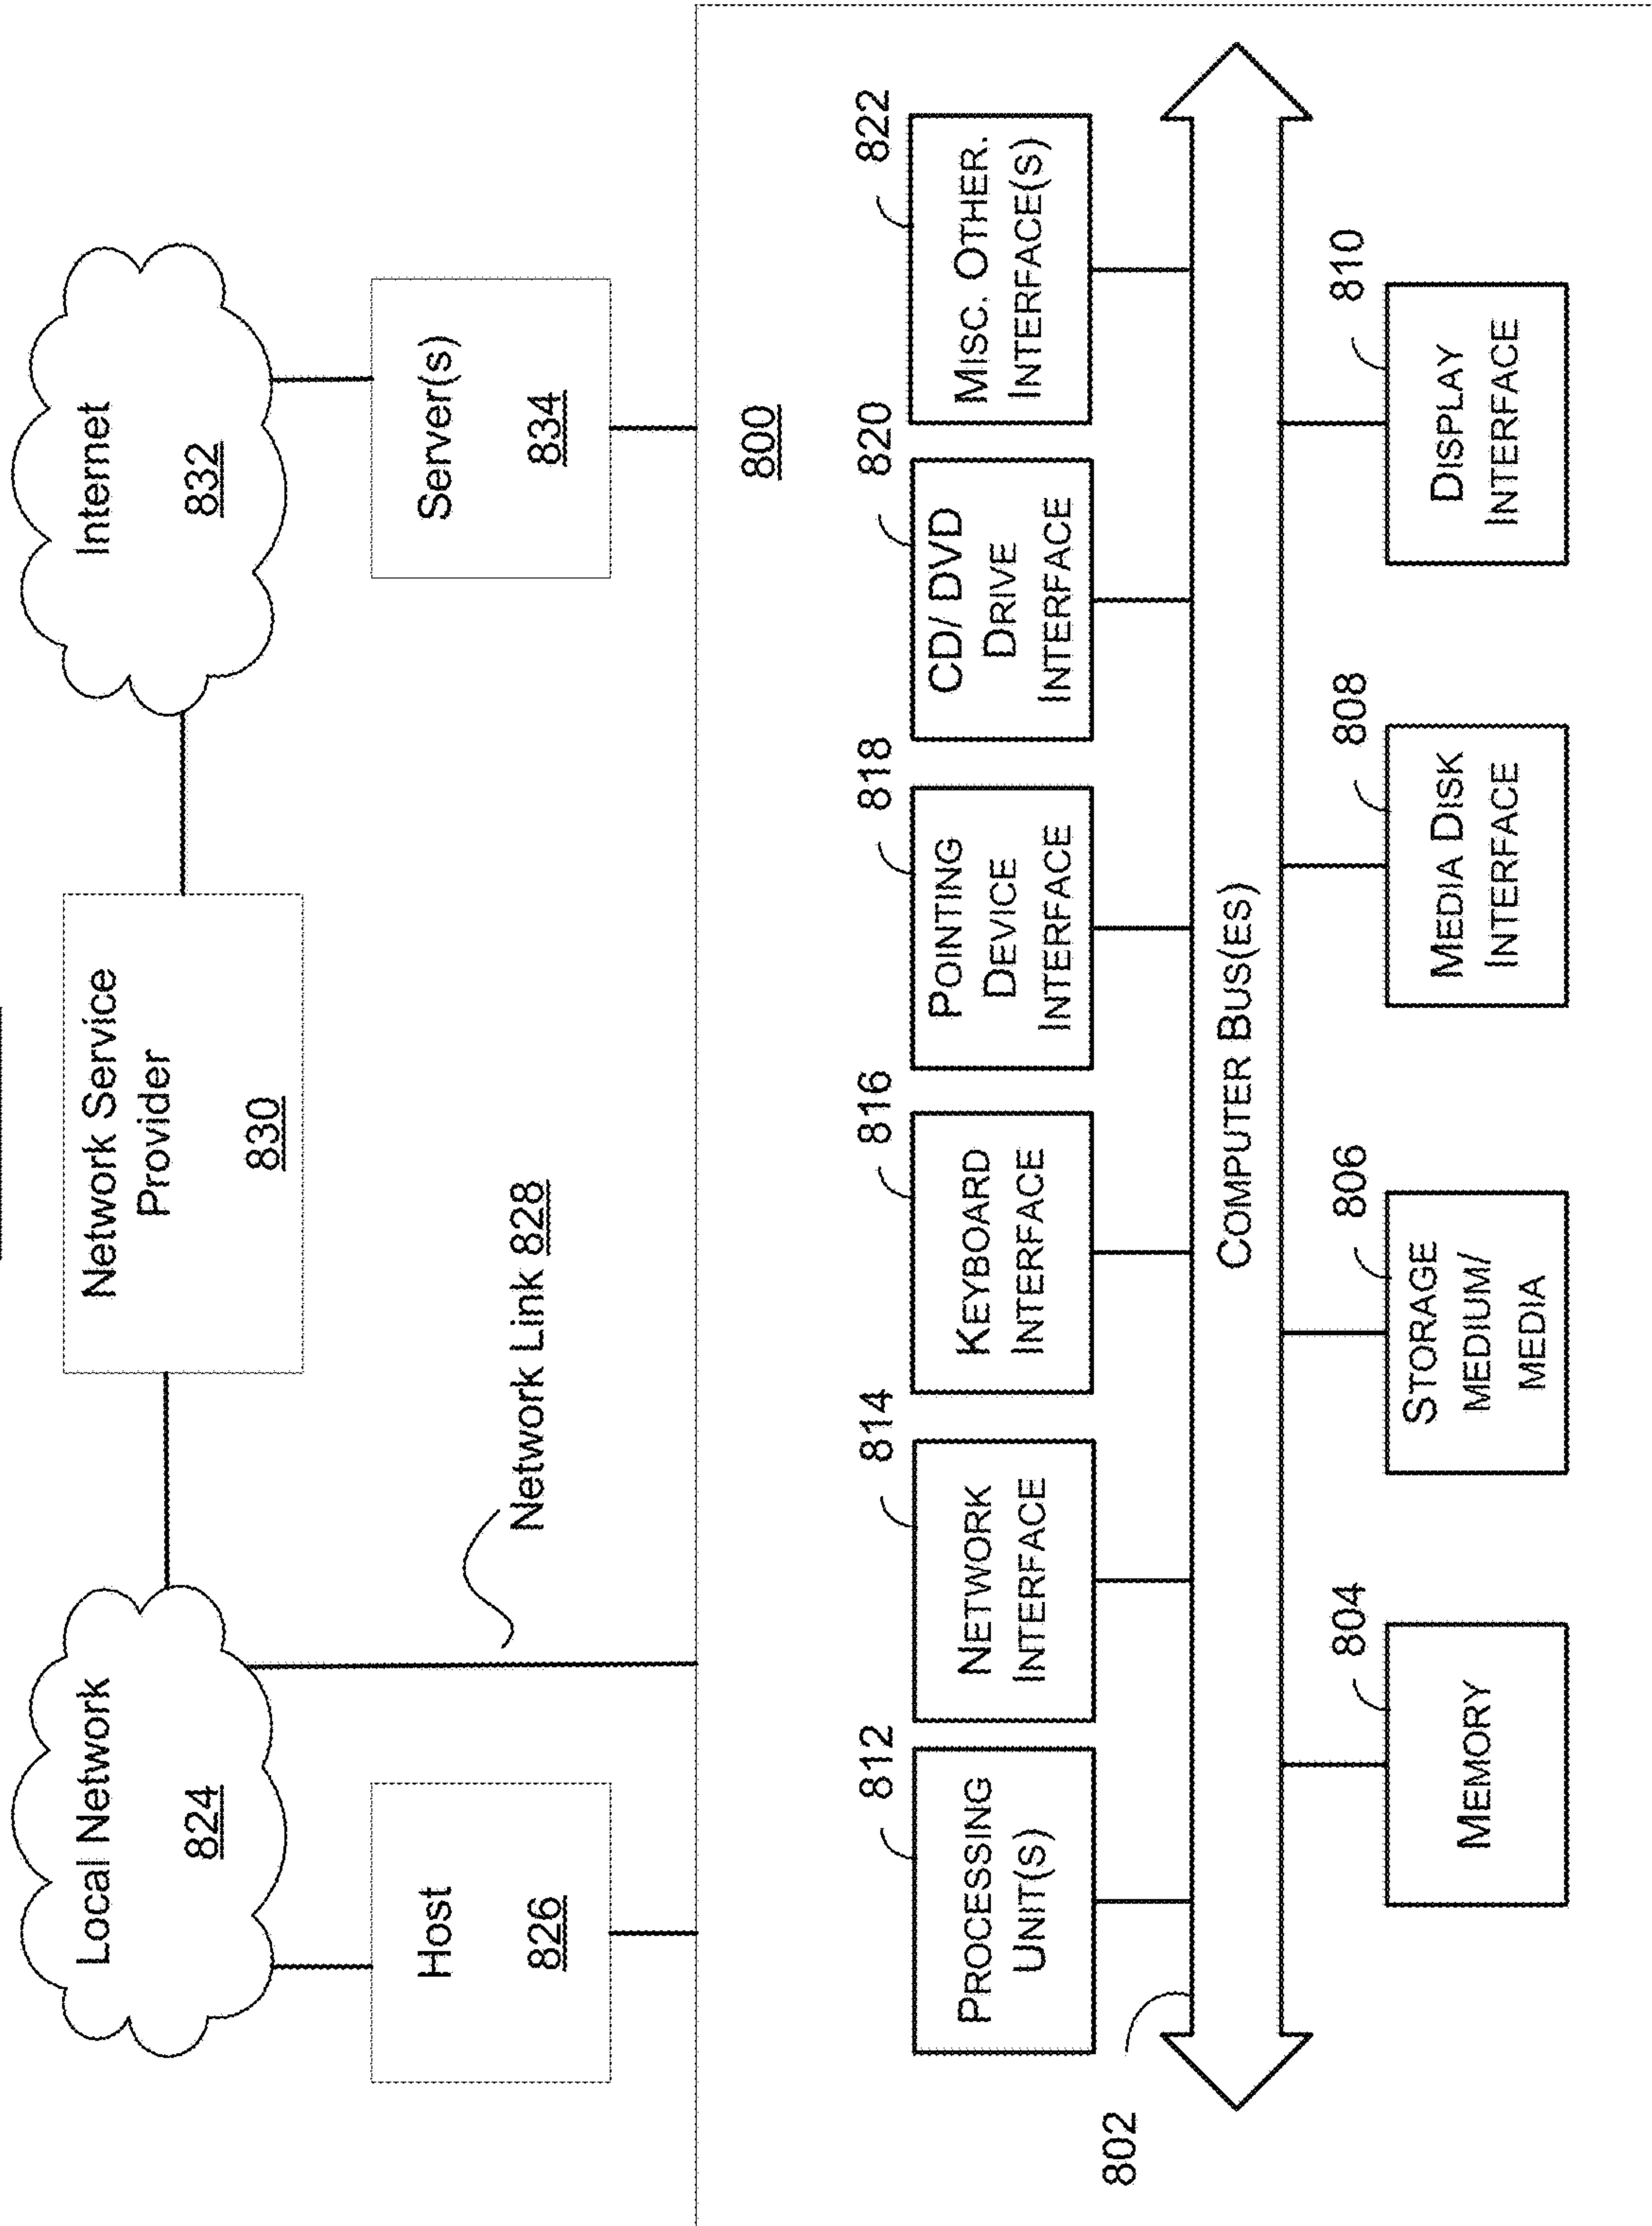 Local Network
824
Network Service
Provider
830
Internet
832
Host
826
Network Link 828
Server(s)
834
800
812
PROCESSING
UNIT(S)
814
NETWORK
INTERFACE
816
KEYBOARD
INTERFACE
818
POINTING
DEVICE
INTERFACE
820
CD/ DVD
DRIVE
INTERFACE
822
MISC. OTHER.
INTERFACE(S)
802
COMPUTER BUS(ES)
804
MEMORY
806
STORAGE
MEDIUM/
MEDIA
808
MEDIA DISK
INTERFACE
810
DISPLAY
INTERFACE